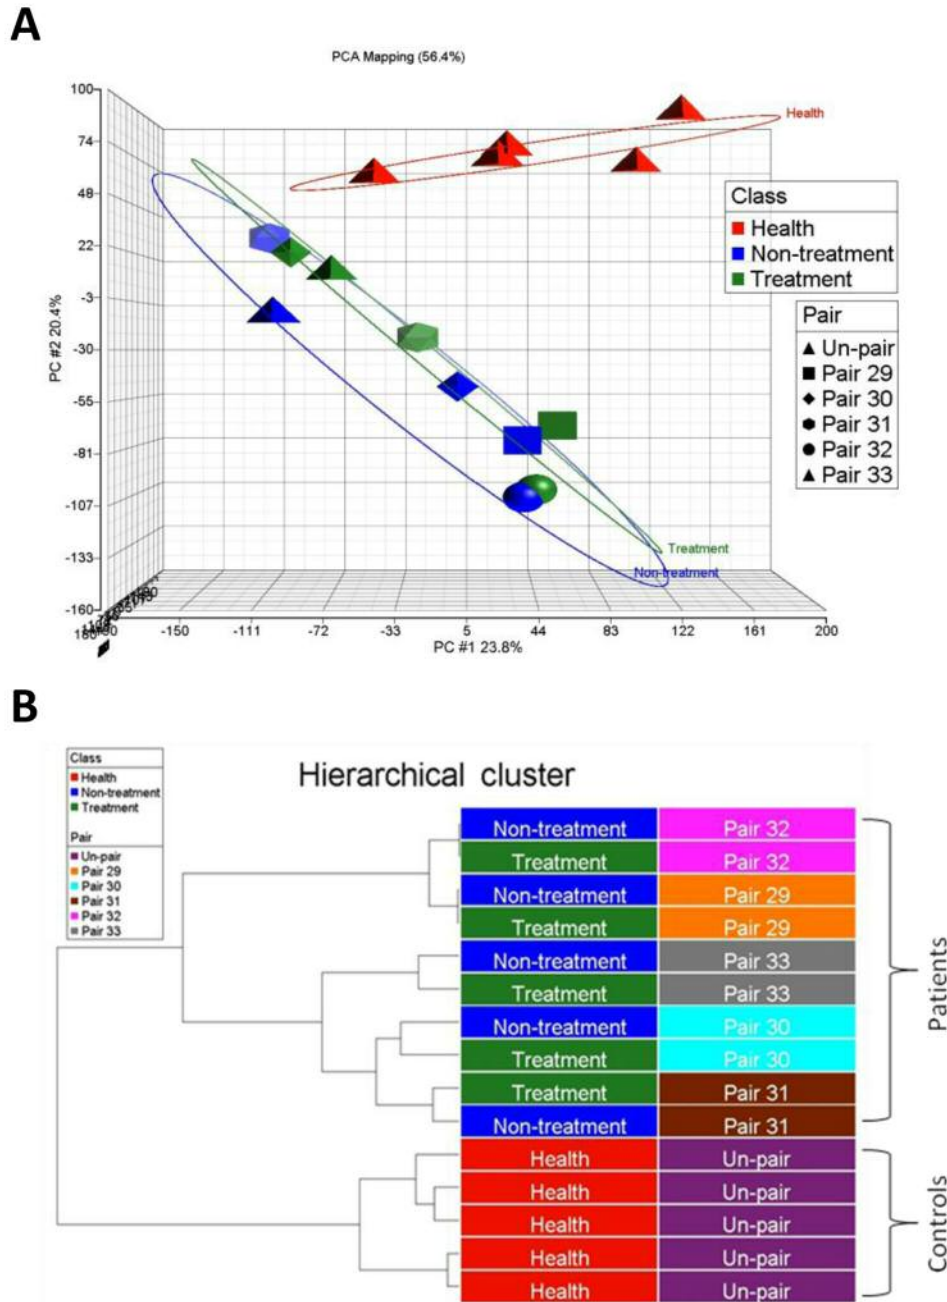 A
PCA Mapping (56.4%)
100
74
48
22
-3
-30
-55
-81
-107
-133
-160
PC #2 20.4%
Health
Class
Health
Non-treatment
Treatment
Pair
Un-pair
Pair 29
Pair 30
Pair 31
Pair 32
Pair 33
Treatment
Non-treatment
-150
-111
-72
-33
5
44
83
122
161
200
PC #1 23.8%
B
Class
Health
Non-treatment
Treatment
Pair
Un-pair
Pair 29
Pair 30
Pair 31
Pair 32
Pair 33
Hierarchical cluster
Non-treatment Pair 32
Treatment Pair 32
Non-treatment Pair 29
Treatment Pair 29
Non-treatment Pair 33
Treatment Pair 33
Non-treatment Pair 30
Treatment Pair 30
Treatment Pair 31
Non-treatment Pair 31
Health Un-pair
Health Un-pair
Health Un-pair
Health Un-pair
Health Un-pair
Patients
Controls